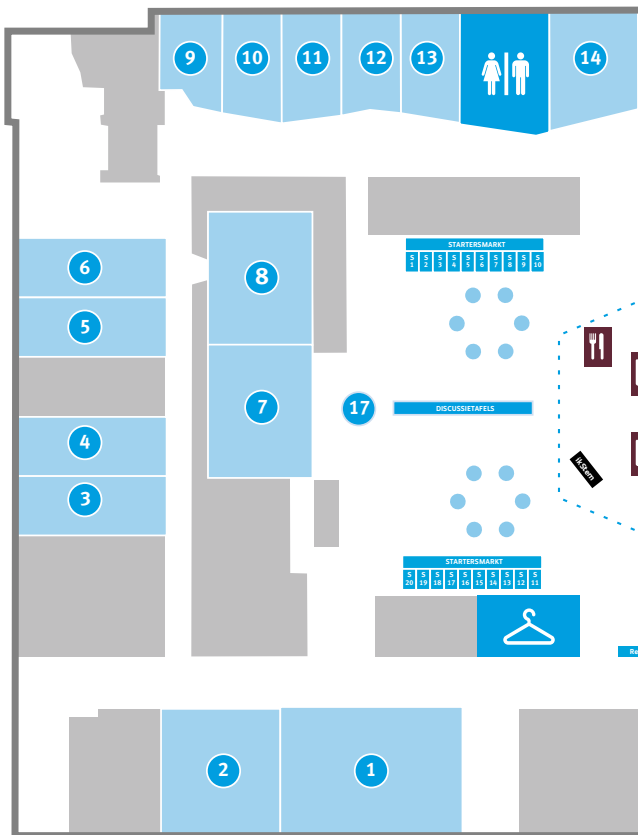 9 10 11 12 13 14
6
5
4
3
8
7
STARTERSMARKT
S 1 S 2 S 3 S 4 S 5 S 6 S 7 S 8 S 9 S 10
17
DISCUSSIETAFELS
ikStem
STARTERSMARKT
S 20 S 19 S 18 S 17 S 16 S 15 S 14 S 13 S 12 S 11
Re
2 1